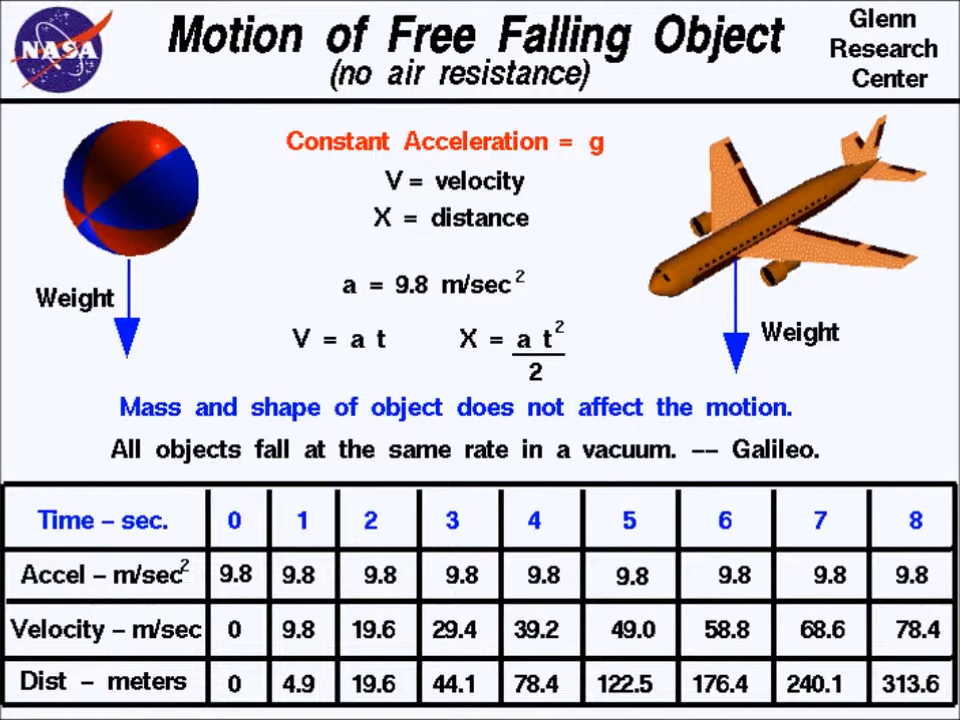 NASA
Motion of Free Falling Object
(no air resistance)
Glenn
Research
Center
Constant Acceleration = g
V = velocity
X = distance
a = 9.8 m/sec²
V = a t
X = a t²
2
Weight
Weight
Mass and shape of object does not affect the motion.
All objects fall at the same rate in a vacuum. -- Galileo.
Time – sec. 0 1 2 3 4 5 6 7 8
Accel – m/sec² 9.8 9.8 9.8 9.8 9.8 9.8 9.8 9.8 9.8
Velocity – m/sec 0 9.8 19.6 29.4 39.2 49.0 58.8 68.6 78.4
Dist – meters 0 4.9 19.6 44.1 78.4 122.5 176.4 240.1 313.6